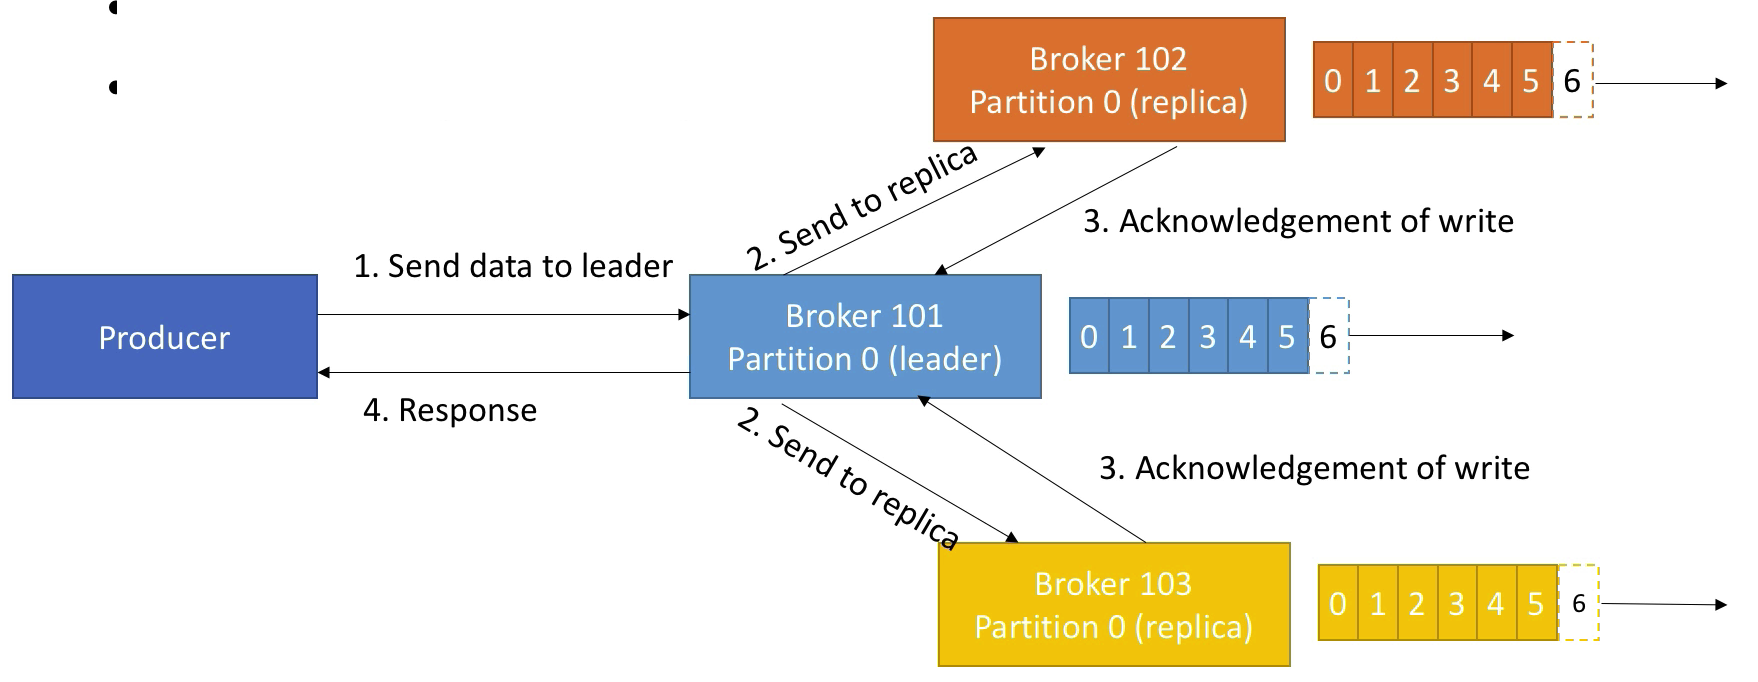 Broker 102
Partition 0 (replica)
0 1 2 3 4 5 6
2. Send to replica
3. Acknowledgement of write
1. Send data to leader
Producer
Broker 101
Partition 0 (leader)
0 1 2 3 4 5 6
4. Response
2. Send to replica
3. Acknowledgement of write
Broker 103
Partition 0 (replica)
0 1 2 3 4 5 6